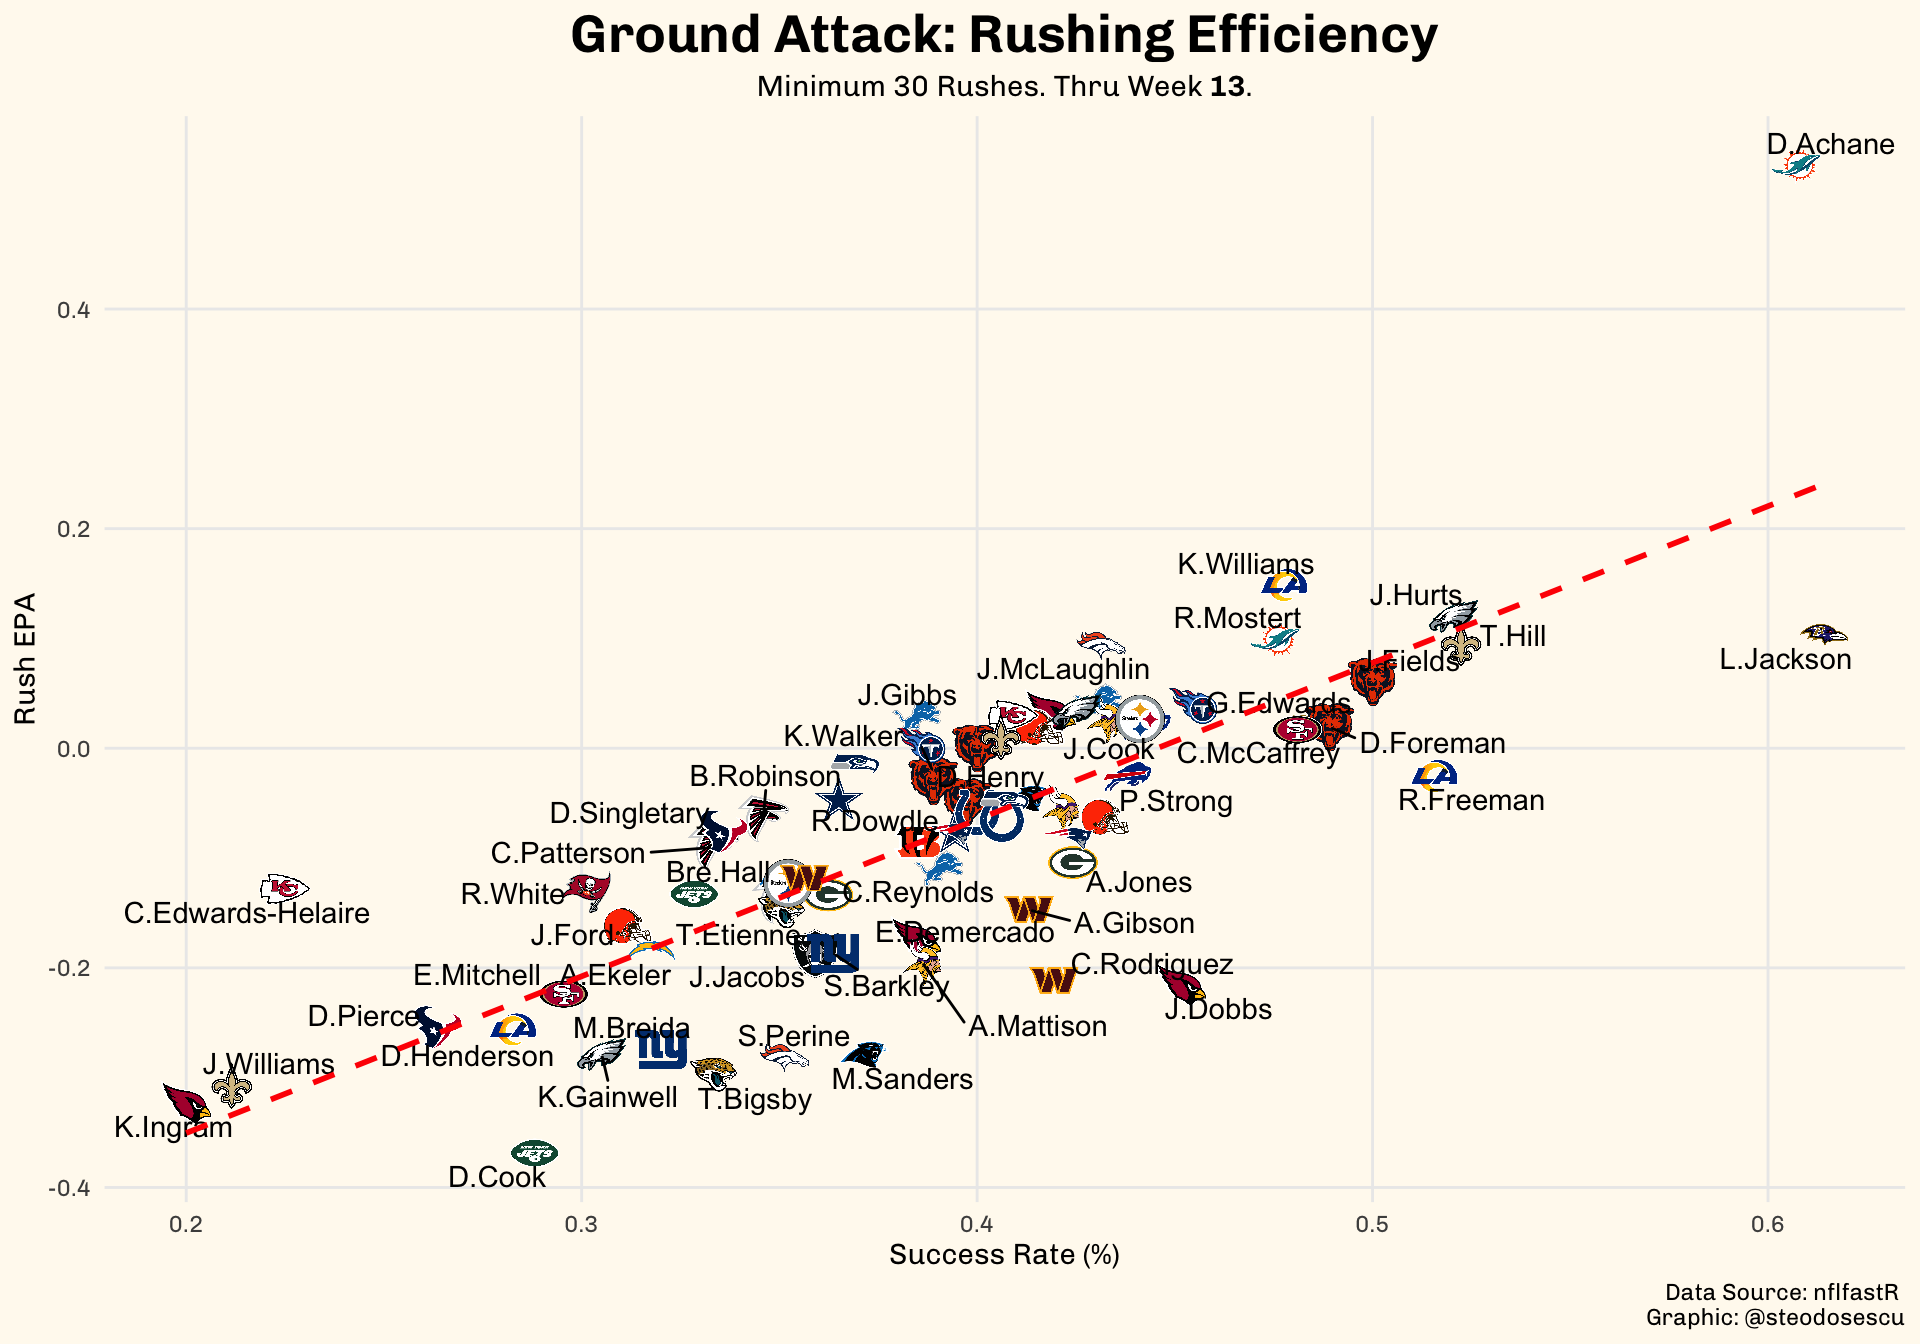 Ground Attack: Rushing Efficiency
Minimum 30 Rushes. Thru Week 13.
D.Achane
0.4
0.2
K.Williams
J.Hurts
R.Mostert
T.Hill
J.McLaughlin
J.Fields
L.Jackson
Rush EPA
J.Gibbs
G.Edwards
K.Walker
D.Foreman
0.0
J.Cook
C.McCaffrey
B.Robinson
Henry
P.Strong
R.Freeman
D.Singletary
R.Dowdle
C.Patterson
Bre.Hall
A.Jones
R.White
C.Reynolds
C.Edwards-Helaire
A.Gibson
J.Ford
T.Etienne
E.Demercado
-0.2
E.Mitchell
A.Ekeler
J.Jacobs
S.Barkley
C.Rodriguez
J.Dobbs
D.Pierce
M.Breida
S.Perine
A.Mattison
D.Henderson
J.Williams
M.Sanders
K.Gainwell
T.Bigsby
K.Ingram
D.Cook
-0.4
0.2
0.3
0.4
0.5
0.6
Success Rate (%)
Data Source: nflfastR
Graphic: @steodosescu